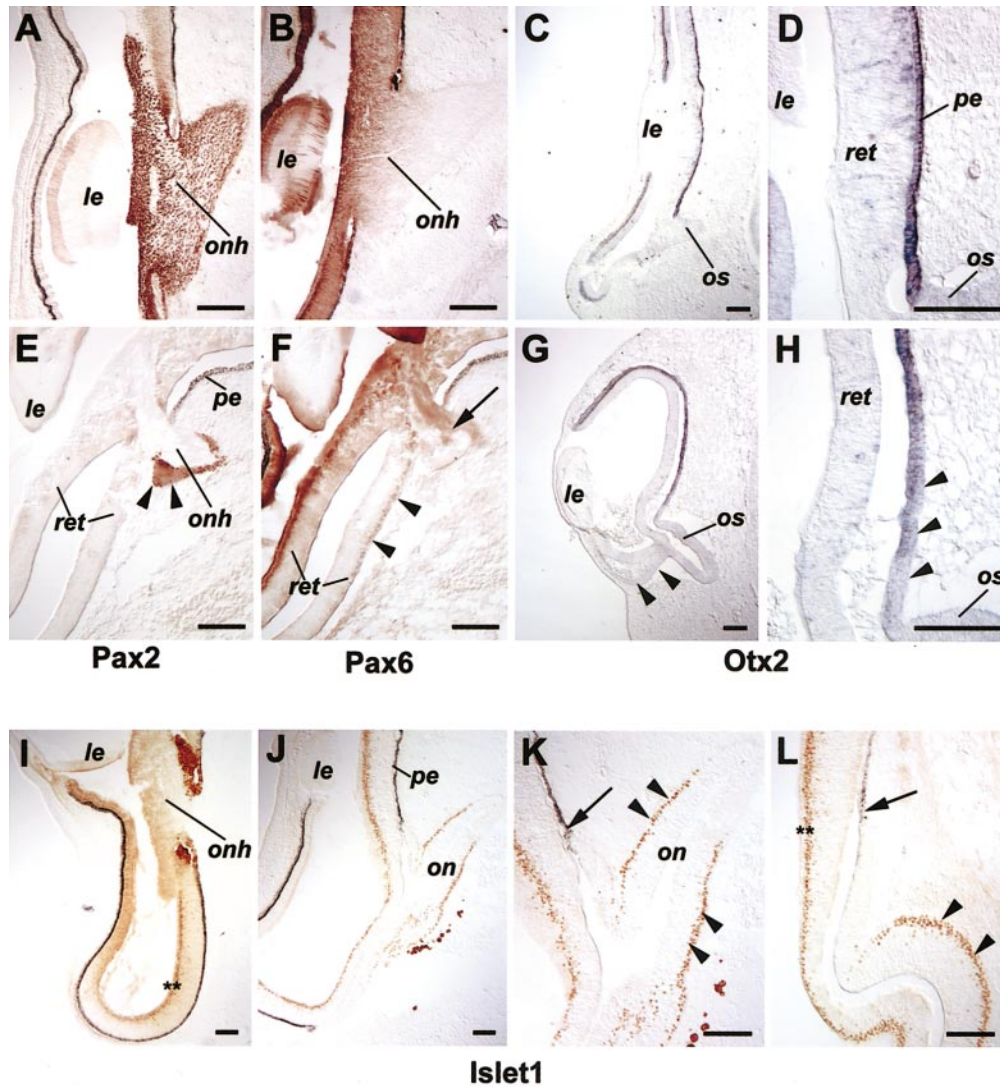 A
le
onh
B
le
onh
C
le
os
D
le
pe
ret
os
E
le
pe
ret
onh
F
ret
G
le
os
H
ret
os
Pax2
Pax6
Otx2
I
le
onh
**
J
le
pe
on
K
on
L
**
Islet1